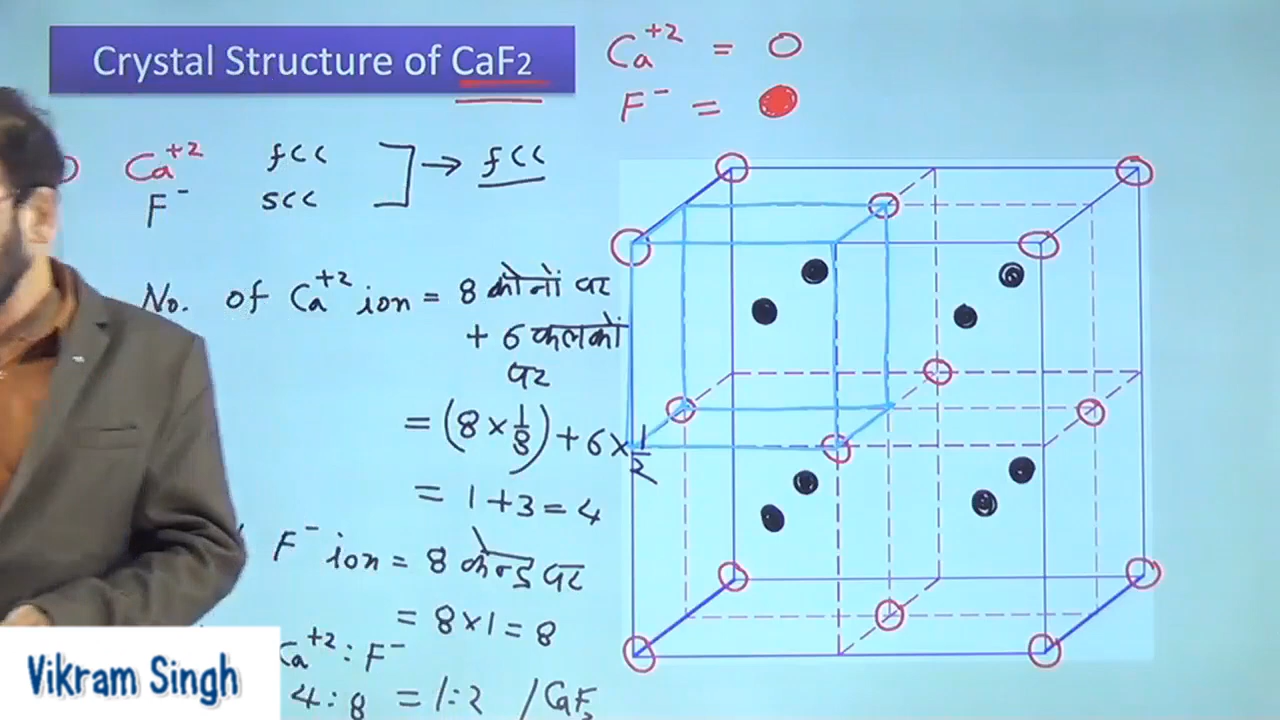 Crystal Structure of CaF2
Ca+2 = O
F- =
Ca+2 fcc
F- scc
→ fcc
No. of Ca+2 ion = 8 कोनों पर
+ 6 फलकों
पर
= (8 × 1/8) + 6 × 1/2
= 1 + 3 = 4
F- ion = 8 केन्द्र पर
= 8 × 1 = 8
Ca+2 : F-
4 : 8 = 1:2 / CaF2
Vikram Singh